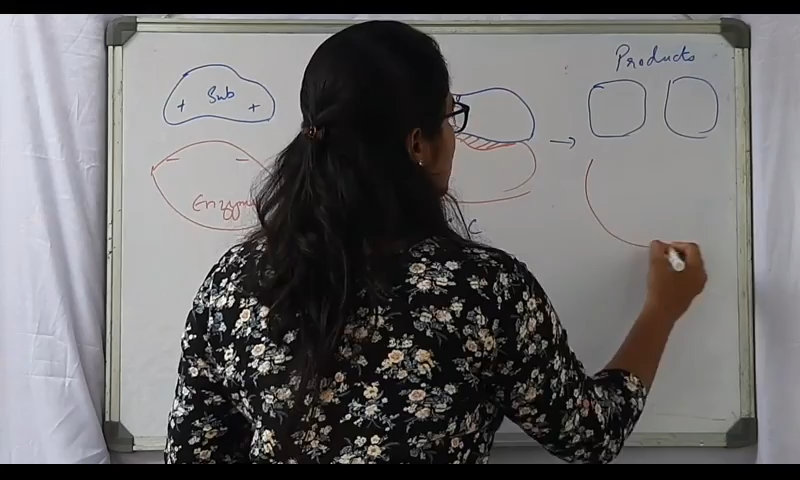 Products
+ Sub +
- -
Enzyme
C